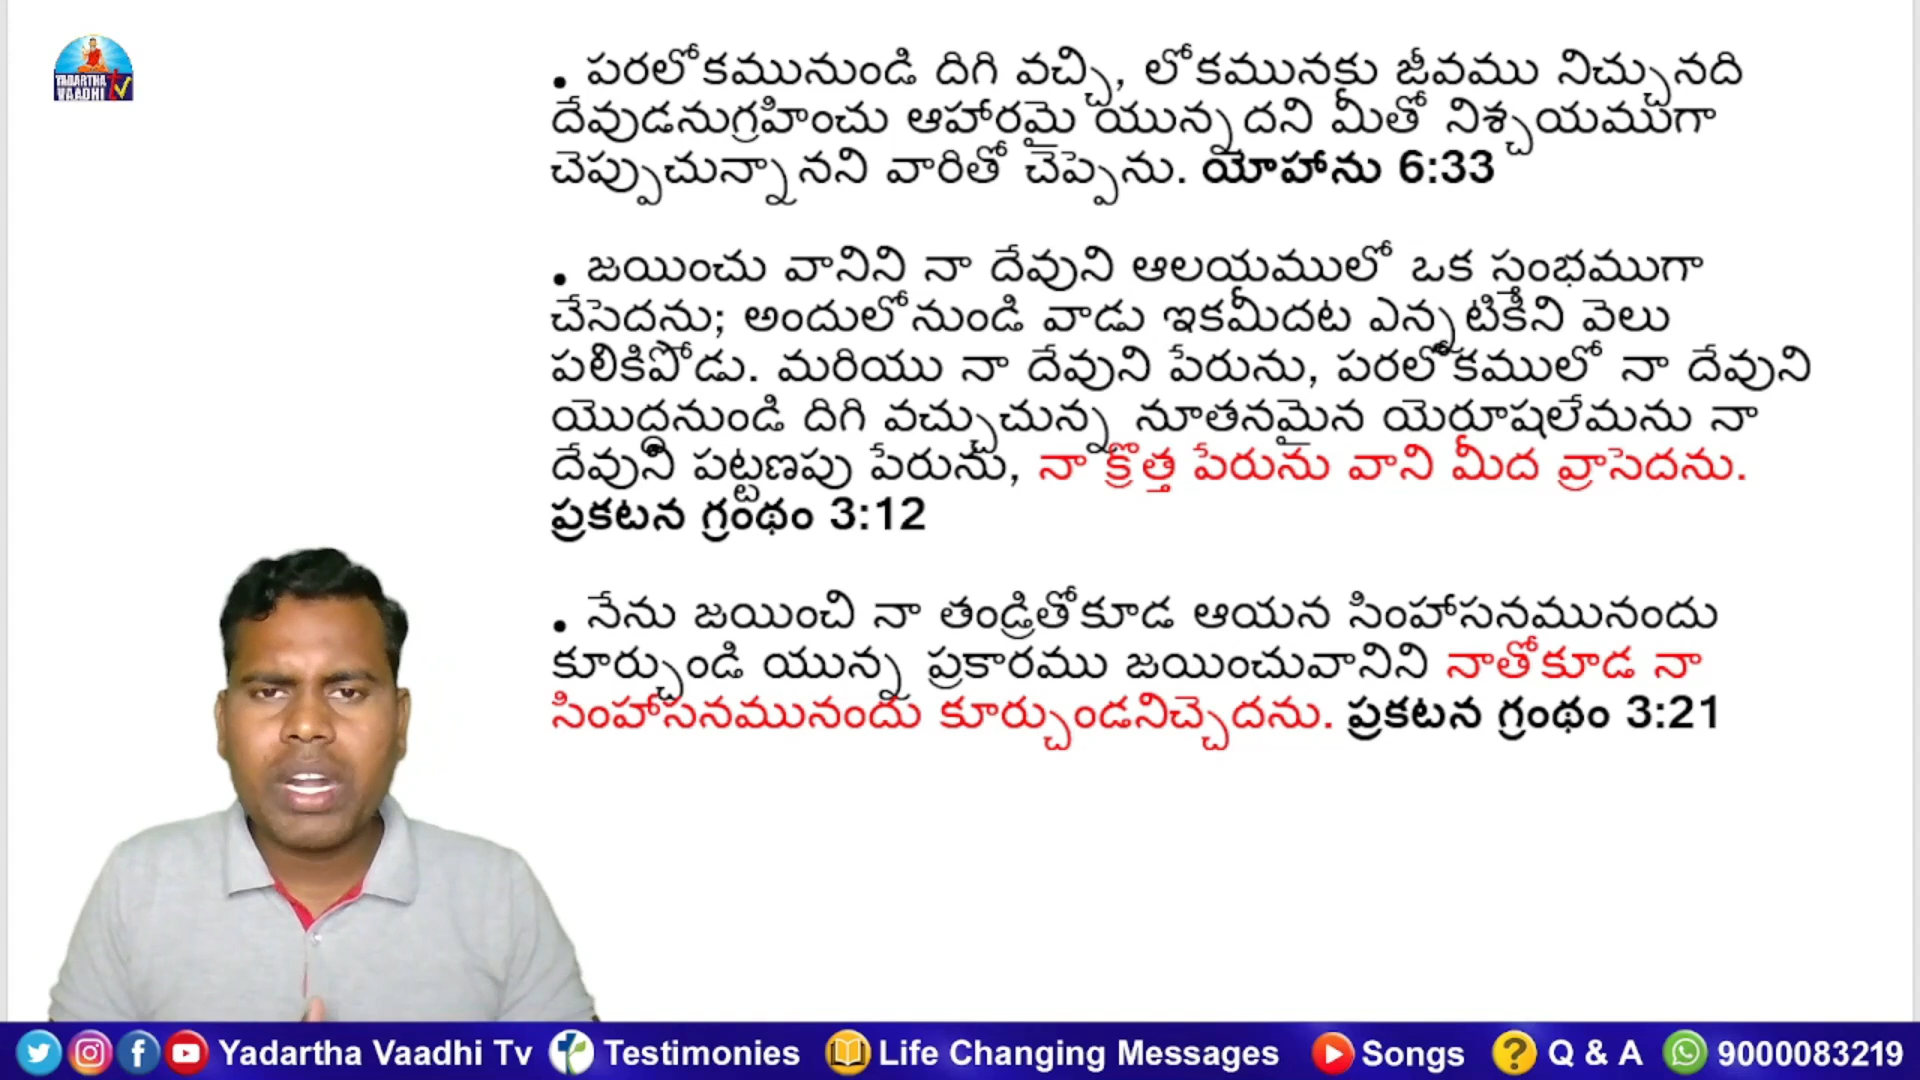 YADARTHA
VAADHI TV
. పరలోకమునుండి దిగి వచ్చి, లోకమునకు జీవము నిచ్చునది
దేవుడనుగ్రహించు ఆహారమై యున్నదని మీతో నిశ్చయముగా
చెప్పుచున్నానని వారితో చెప్పెను. యోహాను 6:33
. జయించు వానిని నా దేవుని ఆలయములో ఒక స్తంభముగా
చేసెదను; అందులోనుండి వాడు ఇకమీదట ఎన్నటికిని వెలు
పలికిపోడు. మరియు నా దేవుని పేరును, పరలోకములో నా దేవుని
యొద్దనుండి దిగి వచ్చుచున్న నూతనమైన యెరూషలేమను నా
దేవుని పట్టణపు పేరును, నా క్రొత్త పేరును వాని మీద వ్రాసెదను.
ప్రకటన గ్రంథం 3:12
. నేను జయించి నా తండ్రితోకూడ ఆయన సింహాసనమునందు
కూర్చుండి యున్న ప్రకారము జయించువానిని నాతోకూడ నా
సింహాసనమునందు కూర్చుండనిచ్చెదను. ప్రకటన గ్రంథం 3:21
Yadartha Vaadhi Tv Testimonies Life Changing Messages Songs Q & A 9000083219